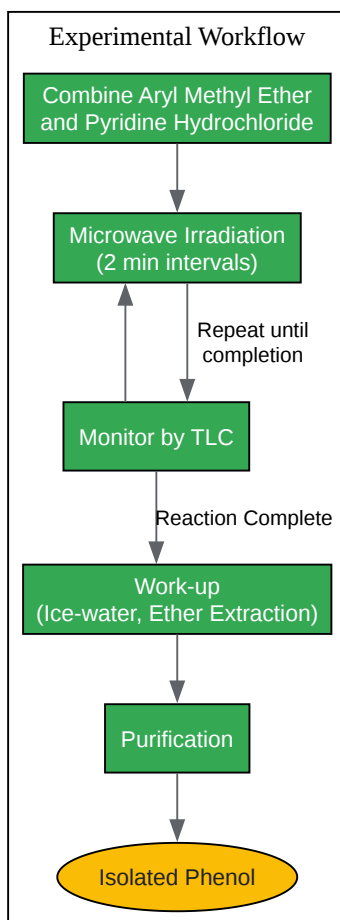 Experimental Workflow
Combine Aryl Methyl Ether
and Pyridine Hydrochloride
Microwave Irradiation
(2 min intervals)
Repeat until
completion
Monitor by TLC
Reaction Complete
Work-up
(Ice-water, Ether Extraction)
Purification
Isolated Phenol